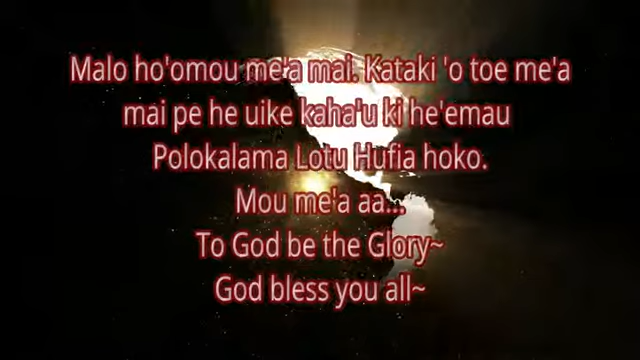 Malo ho'omou me'a mai. Kataki 'o toe me'a
mai pe he uike kaha'u ki he'emau
Polokalama Lotu Hufia hoko.
Mou me'a aa...
To God be the Glory~
God bless you all~